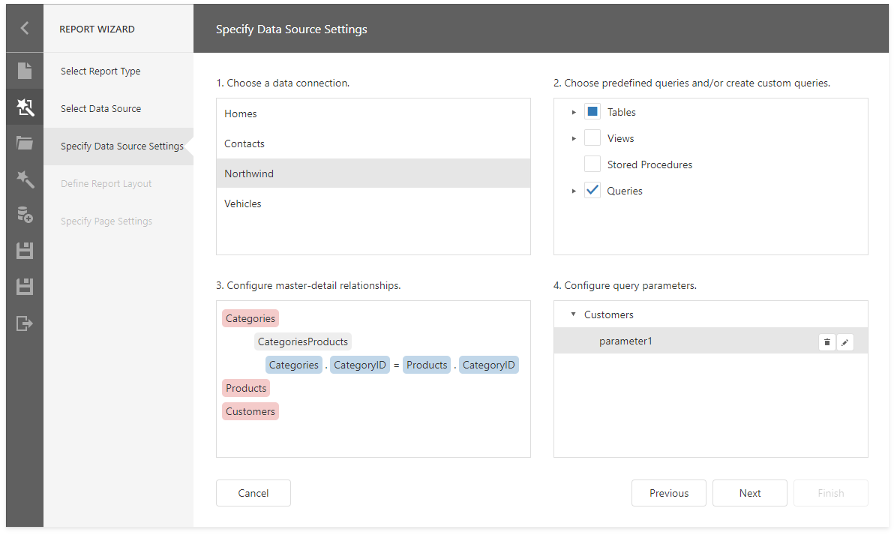 REPORT WIZARD
Specify Data Source Settings
Select Report Type
Select Data Source
Specify Data Source Settings
Define Report Layout
Specify Page Settings
1. Choose a data connection.
Homes
Contacts
Northwind
Vehicles
2. Choose predefined queries and/or create custom queries.
Tables
Views
Stored Procedures
Queries
3. Configure master-detail relationships.
Categories
CategoriesProducts
Categories . CategoryID = Products . CategoryID
Products
Customers
4. Configure query parameters.
Customers
parameter1
Cancel
Previous
Next
Finish